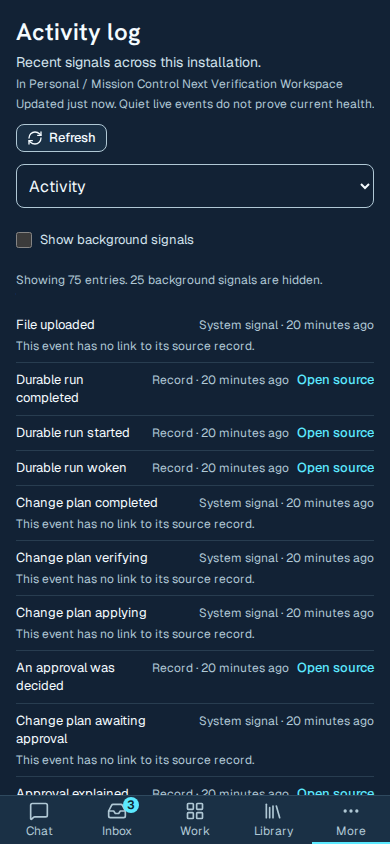 Activity log
Recent signals across this installation.
In Personal / Mission Control Next Verification Workspace
Updated just now. Quiet live events do not prove current health.
Refresh
Activity
Show background signals
Showing 75 entries. 25 background signals are hidden.
File uploaded System signal · 20 minutes ago
This event has no link to its source record.
Durable run completed Record · 20 minutes ago Open source
Durable run started Record · 20 minutes ago Open source
Durable run woken Record · 20 minutes ago Open source
Change plan completed System signal · 20 minutes ago
This event has no link to its source record.
Change plan verifying System signal · 20 minutes ago
This event has no link to its source record.
Change plan applying System signal · 20 minutes ago
This event has no link to its source record.
An approval was decided Record · 20 minutes ago Open source
Change plan awaiting approval System signal · 20 minutes ago
This event has no link to its source record.
Approval explained Record · 20 minutes ago Open source
3
Chat Inbox Work Library More